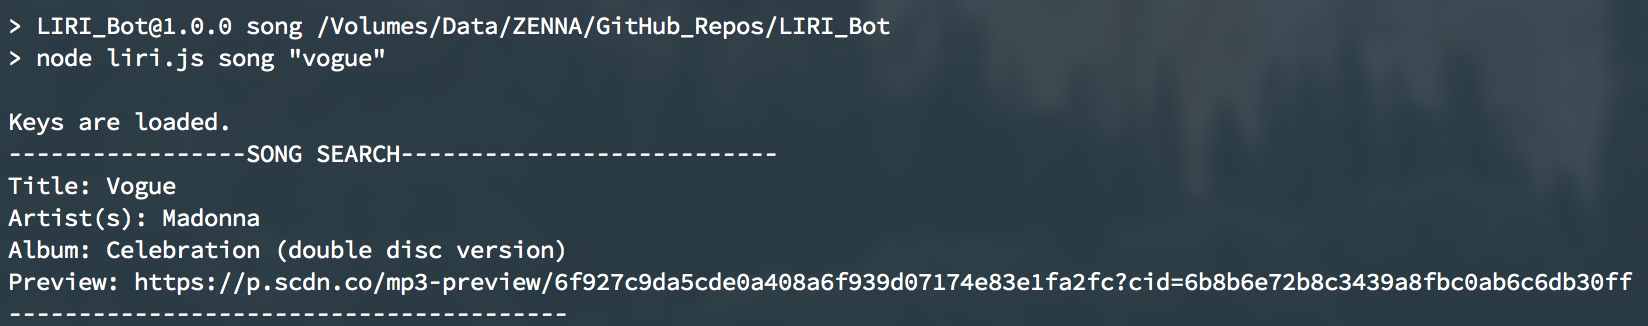 > LIRI_Bot@1.0.0 song /Volumes/Data/ZENNA/GitHub_Repos/LIRI_Bot
> node liri.js song "vogue"
Keys are loaded.
-----------------SONG SEARCH---------------------------
Title: Vogue
Artist(s): Madonna
Album: Celebration (double disc version)
Preview: https://p.scdn.co/mp3-preview/6f927c9da5cde0a408a6f939d07174e83e1fa2fc?cid=6b8b6e72b8c3439a8fbc0ab6c6db30ff
----------------------------------------